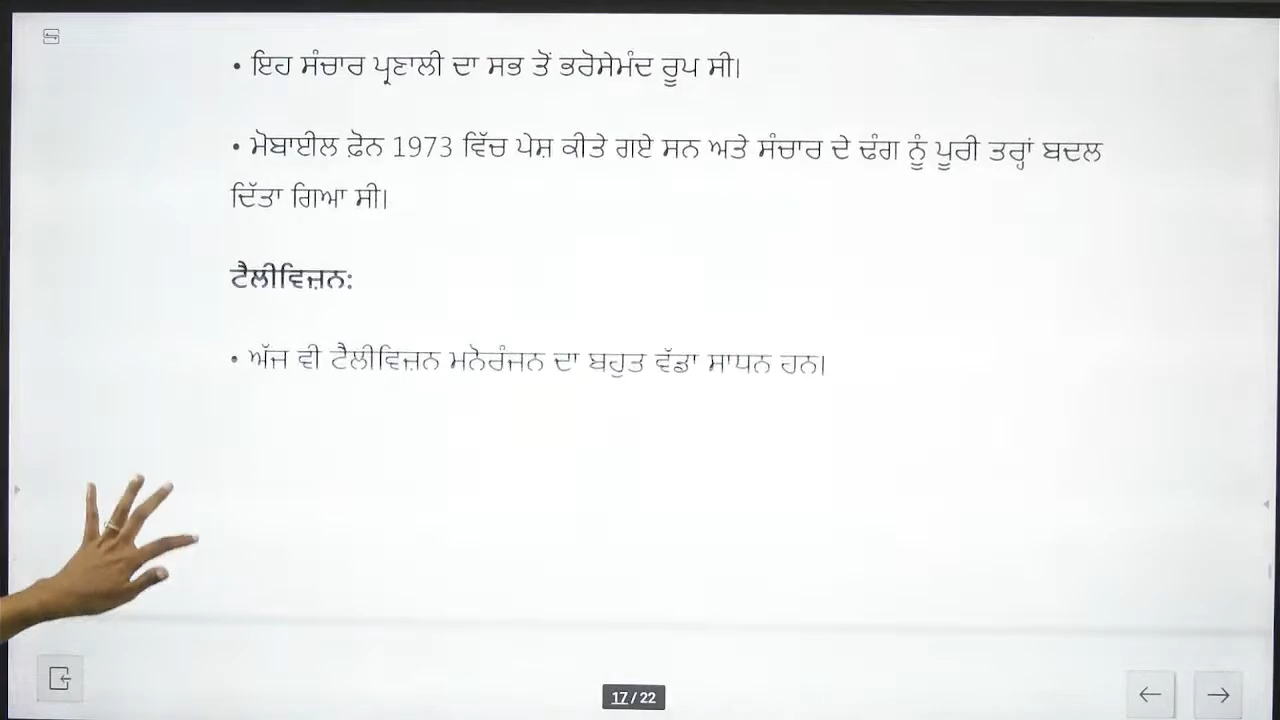 • ਇਹ ਸੰਚਾਰ ਪ੍ਰਣਾਲੀ ਦਾ ਸਭ ਤੋਂ ਭਰੋਸੇਮੰਦ ਰੂਪ ਸੀ।
• ਮੋਬਾਈਲ ਫ਼ੋਨ 1973 ਵਿੱਚ ਪੇਸ਼ ਕੀਤੇ ਗਏ ਸਨ ਅਤੇ ਸੰਚਾਰ ਦੇ ਢੰਗ ਨੂੰ ਪੂਰੀ ਤਰ੍ਹਾਂ ਬਦਲ
ਦਿੱਤਾ ਗਿਆ ਸੀ।
ਟੈਲੀਵਿਜ਼ਨ:
• ਅੱਜ ਵੀ ਟੈਲੀਵਿਜ਼ਨ ਮਨੋਰੰਜਨ ਦਾ ਬਹੁਤ ਵੱਡਾ ਸਾਧਨ ਹਨ।
17 / 22